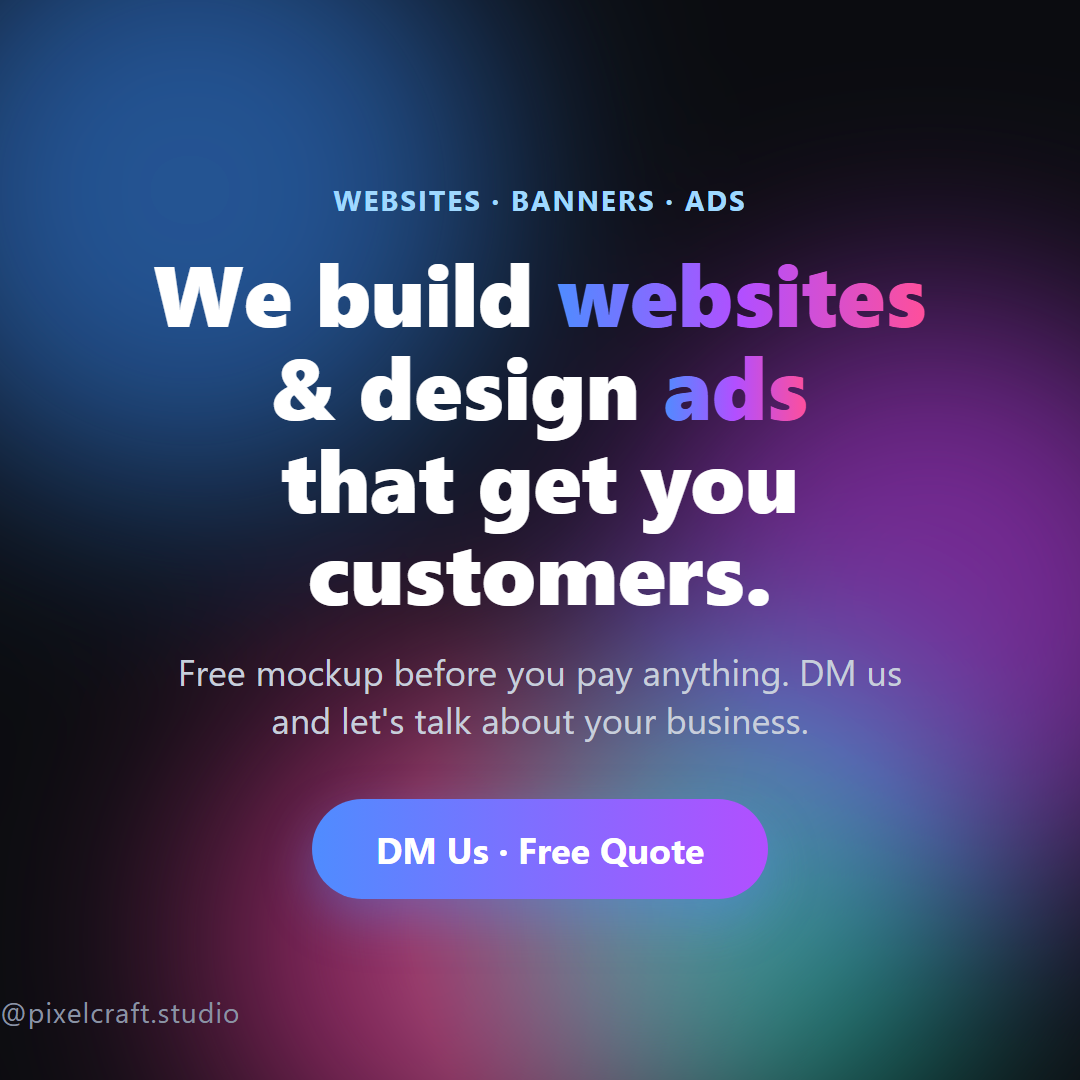 WEBSITES · BANNERS · ADS
We build websites
& design ads
that get you
customers.
Free mockup before you pay anything. DM us
and let's talk about your business.
DM Us · Free Quote
@pixelcraft.studio